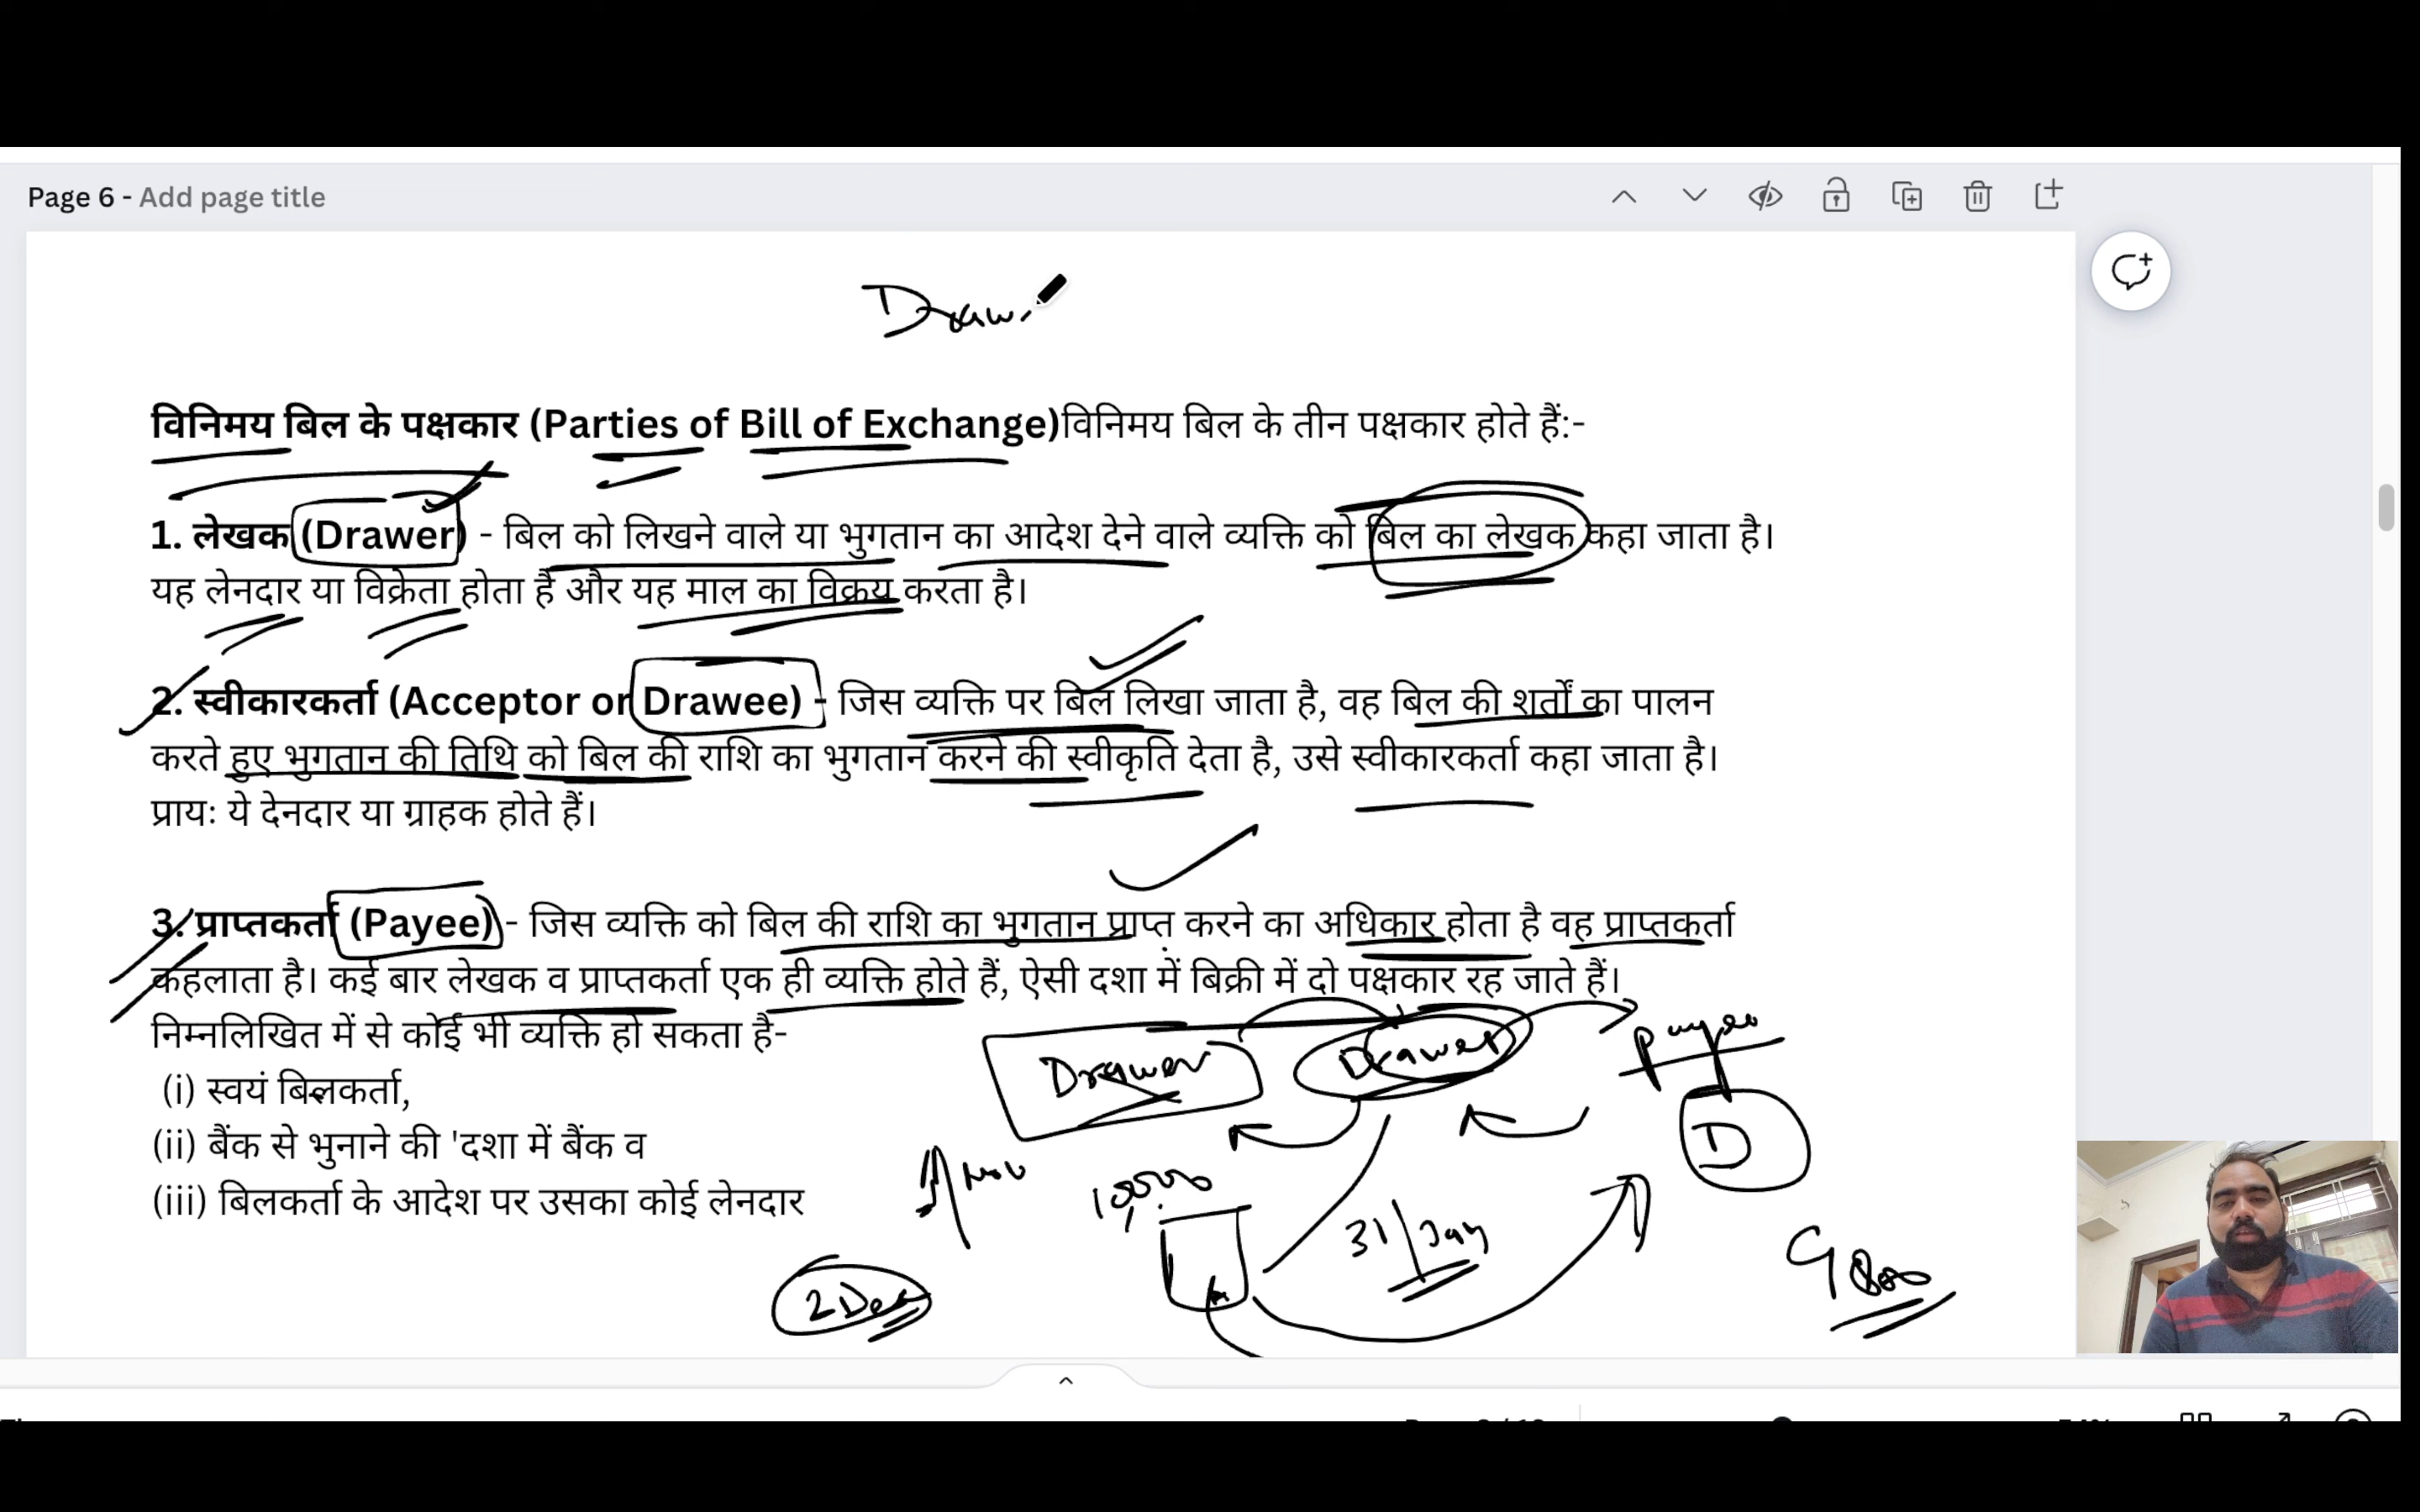 Page 6 - Add page title
Draw
विनिमय बिल के पक्षकार (Parties of Bill of Exchange)विनिमय बिल के तीन पक्षकार होते हैं:-
1. लेखक (Drawer) - बिल को लिखने वाले या भुगतान का आदेश देने वाले व्यक्ति को बिल का लेखक कहा जाता है।
यह लेनदार या विक्रेता होता है और यह माल का विक्रय करता है।
2. स्वीकारकर्ता (Acceptor or Drawee) - जिस व्यक्ति पर बिल लिखा जाता है, वह बिल की शर्तों का पालन
करते हुए भुगतान की तिथि को बिल की राशि का भुगतान करने की स्वीकृति देता है, उसे स्वीकारकर्ता कहा जाता है।
प्रायः ये देनदार या ग्राहक होते हैं।
3. प्राप्तकर्ता (Payee) - जिस व्यक्ति को बिल की राशि का भुगतान प्राप्त करने का अधिकार होता है वह प्राप्तकर्ता
कहलाता है। कई बार लेखक व प्राप्तकर्ता एक ही व्यक्ति होते हैं, ऐसी दशा में बिक्री में दो पक्षकार रह जाते हैं।
निम्नलिखित में से कोई भी व्यक्ति हो सकता है-
Drawer
payee
(i) स्वयं बिलकर्ता,
(ii) बैंक से भुनाने की 'दशा में बैंक व
D
(iii) बिलकर्ता के आदेश पर उसका कोई लेनदार
1 Nov
10,000
31 Jan
2 Dec
9800